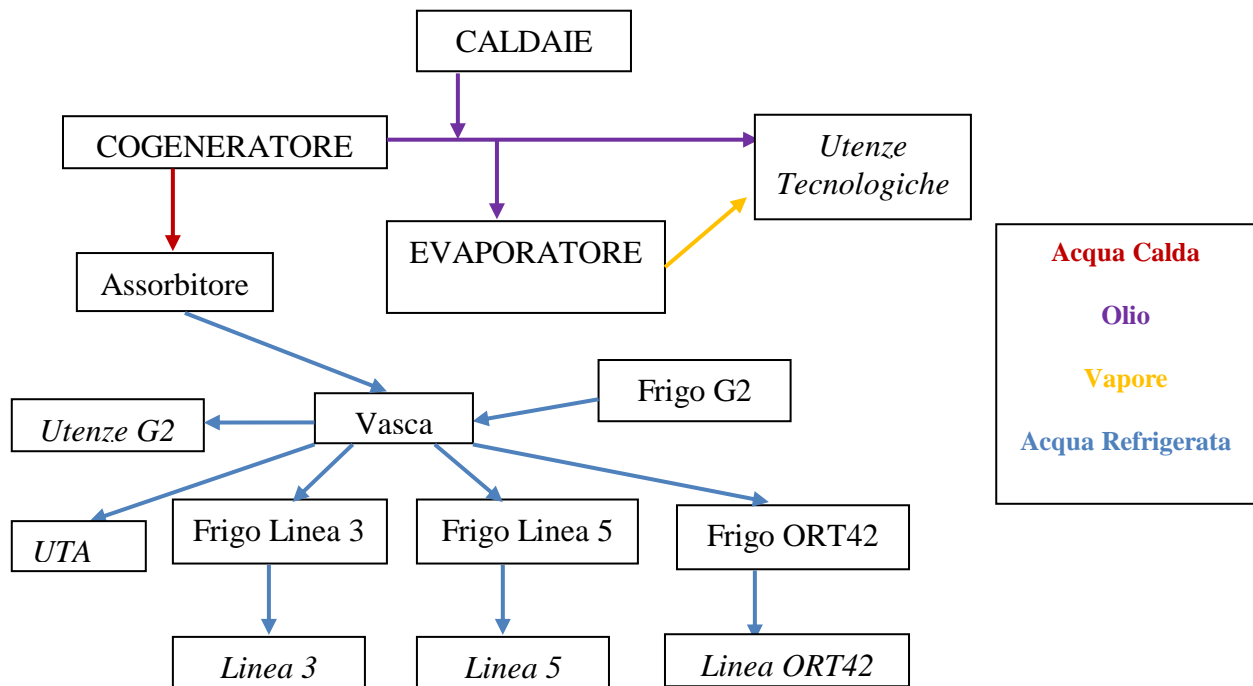 CALDAIE
COGENERATORE
Utenze
Tecnologiche
EVAPORATORE
Assorbitore
Acqua Calda
Olio
Vapore
Acqua Refrigerata
Frigo G2
Vasca
Utenze G2
UTA
Frigo Linea 3
Frigo Linea 5
Frigo ORT42
Linea 3
Linea 5
Linea ORT42